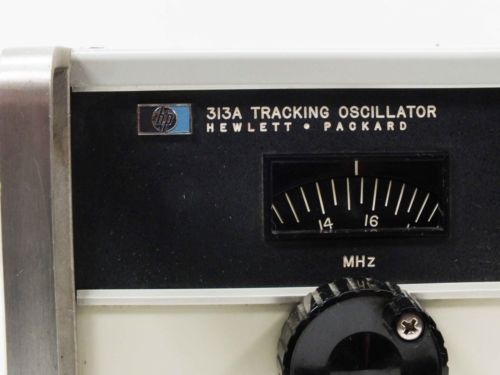 hp 313A TRACKING OSCILLATOR
HEWLETT • PACKARD
14 16
MHz